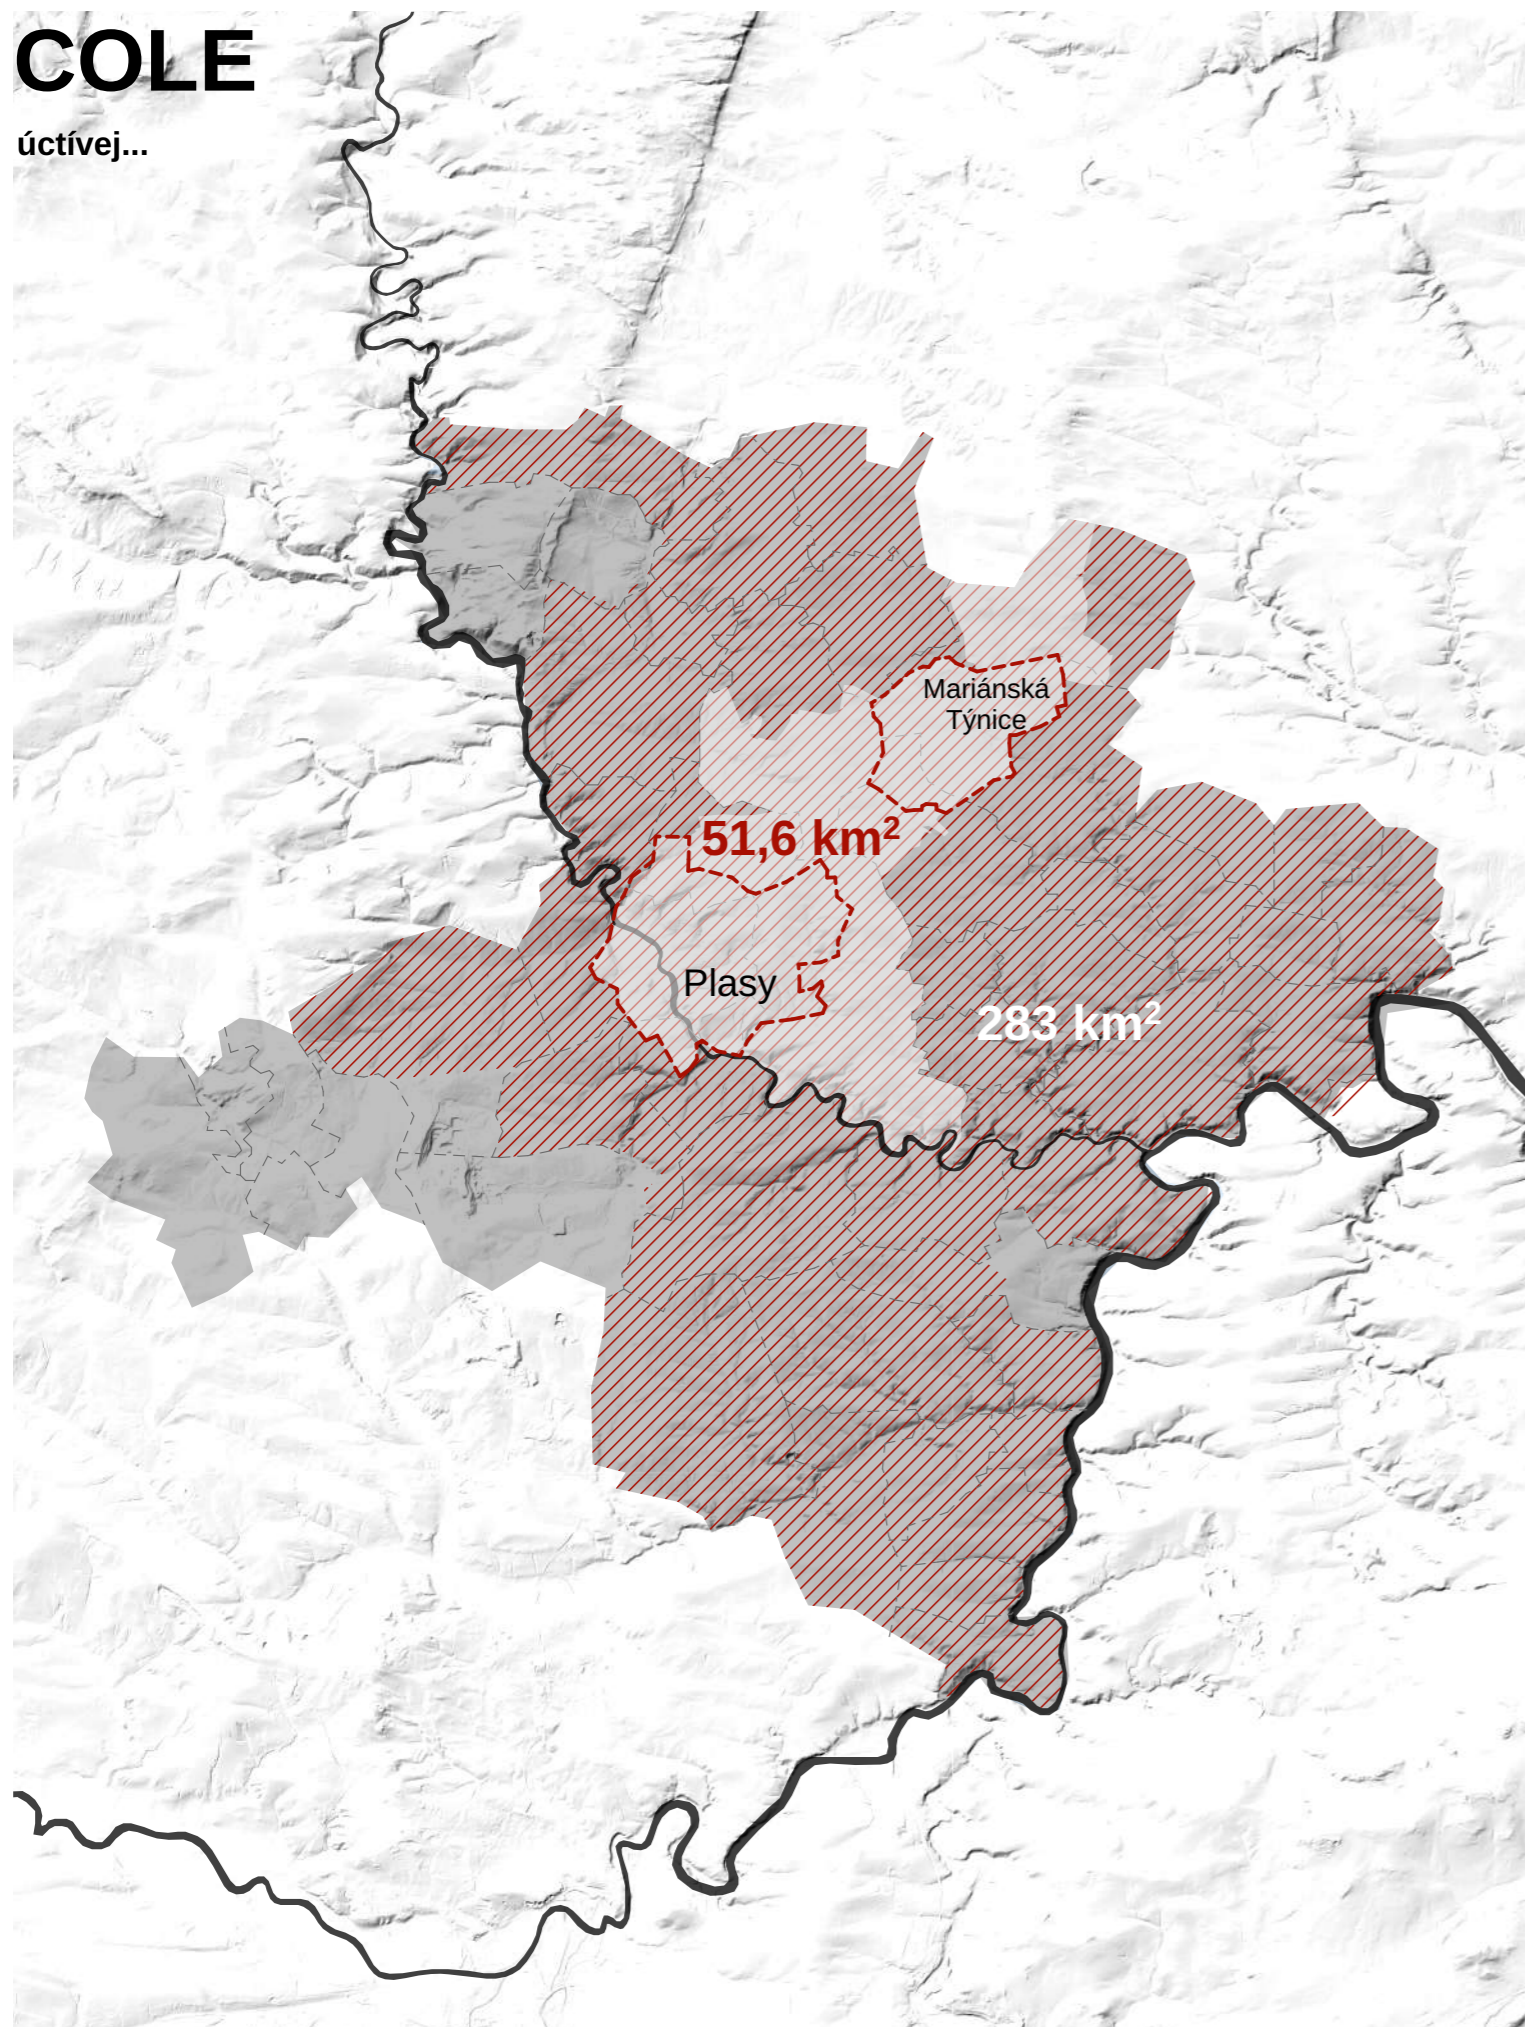 COLE
úctívej...
Mariánská
Týnice
51,6 km²
Plasy
283 km²